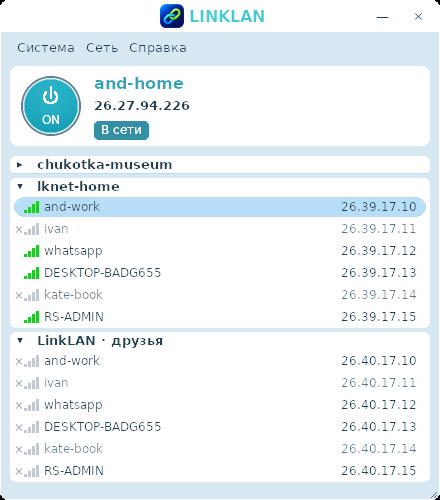 LINKLAN
Система Сеть Справка
and-home
26.27.94.226
ON
В сети
chukotka-museum
lknet-home
and-work 26.39.17.10
ivan 26.39.17.11
whatsapp 26.39.17.12
DESKTOP-BADG655 26.39.17.13
kate-book 26.39.17.14
RS-ADMIN 26.39.17.15
LinkLAN · друзья
and-work 26.40.17.10
ivan 26.40.17.11
whatsapp 26.40.17.12
DESKTOP-BADG655 26.40.17.13
kate-book 26.40.17.14
RS-ADMIN 26.40.17.15